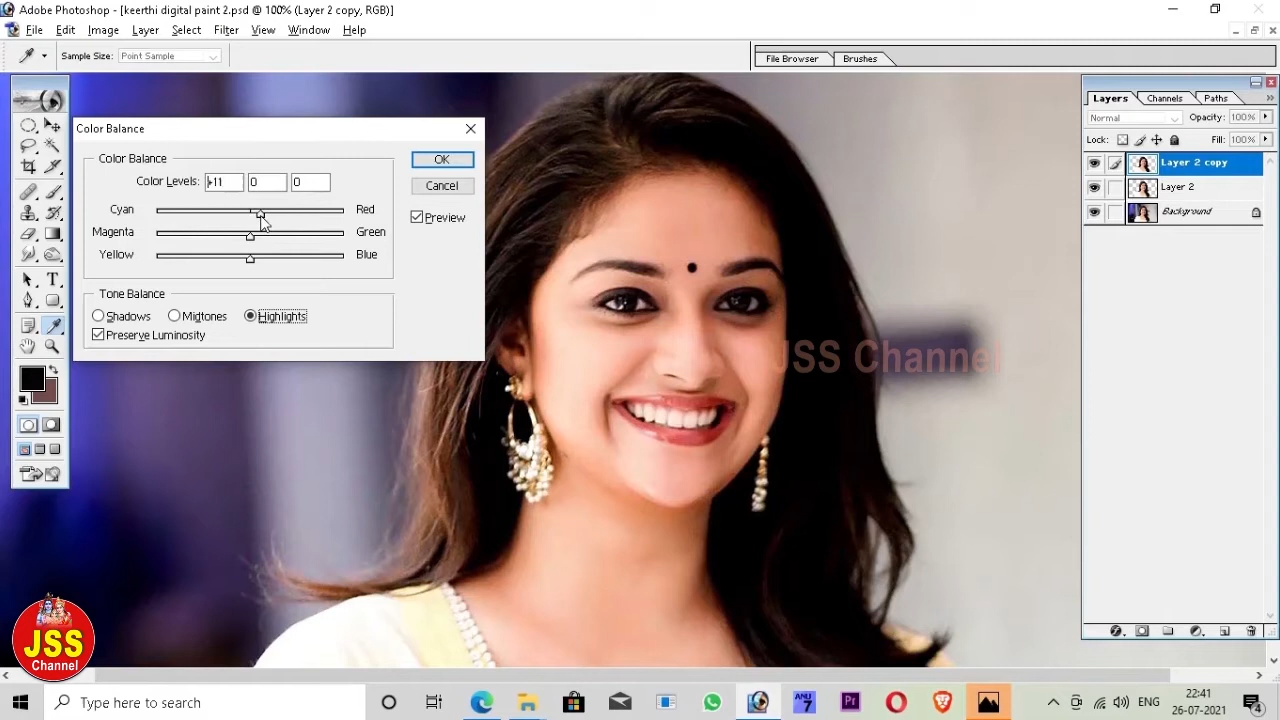 Adobe Photoshop - [keerthi digital paint 2.psd @ 100% (Layer 2 copy, RGB)]
File Edit Image Layer Select Filter View Window Help
Sample Size: Point Sample
File Browser Brushes
Layers Channels Paths
Normal Opacity: 100%
Lock: Fill: 100%
Layer 2 copy
Layer 2
Background
Color Balance
Color Balance
OK
Color Levels: +11 0 0
Cancel
Cyan Red
Preview
Magenta Green
Yellow Blue
Tone Balance
Shadows Midtones Highlights
Preserve Luminosity
JSS Channel
JSS
Channel
Type here to search
ANU
7
Pr
ENG
22:41
26-07-2021
4